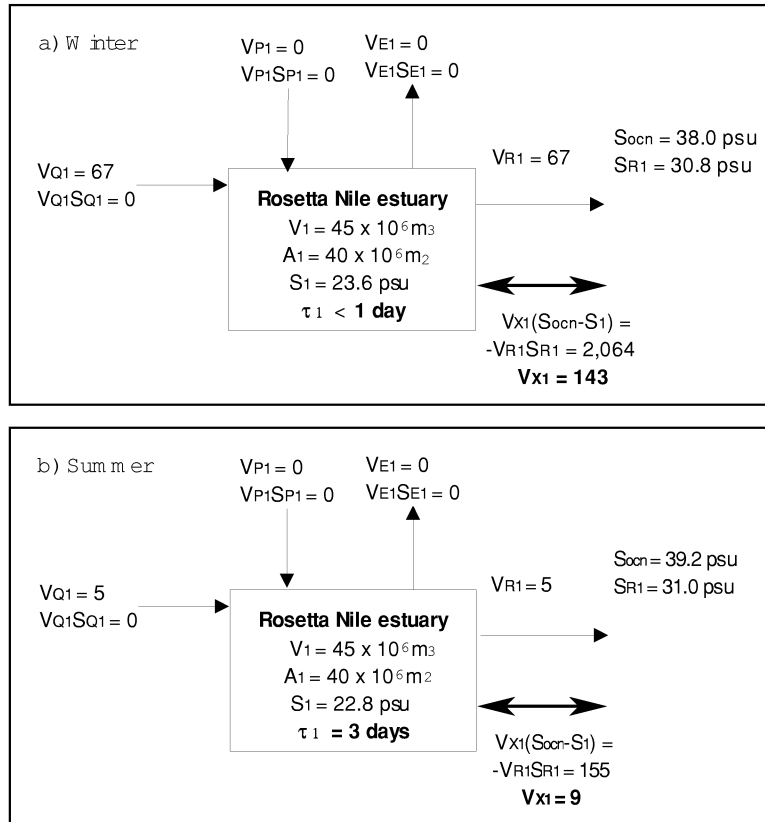 a) Winter
VP1 = 0
VP1SP1 = 0
VE1 = 0
VE1SE1 = 0
VQ1 = 67
VQ1SQ1 = 0
Rosetta Nile estuary
V1 = 45 x 10⁶m3
A1 = 40 x 10⁶m2
S1 = 23.6 psu
τ1 < 1 day
VR1 = 67
Socn = 38.0 psu
SR1 = 30.8 psu
VX1(Socn-S1) =
-VR1SR1 = 2,064
VX1 = 143
b) Summer
VP1 = 0
VP1SP1 = 0
VE1 = 0
VE1SE1 = 0
VQ1 = 5
VQ1SQ1 = 0
Rosetta Nile estuary
V1 = 45 x 10⁶m3
A1 = 40 x 10⁶m2
S1 = 22.8 psu
τ1 = 3 days
VR1 = 5
Socn = 39.2 psu
SR1 = 31.0 psu
VX1(Socn-S1) =
-VR1SR1 = 155
VX1 = 9